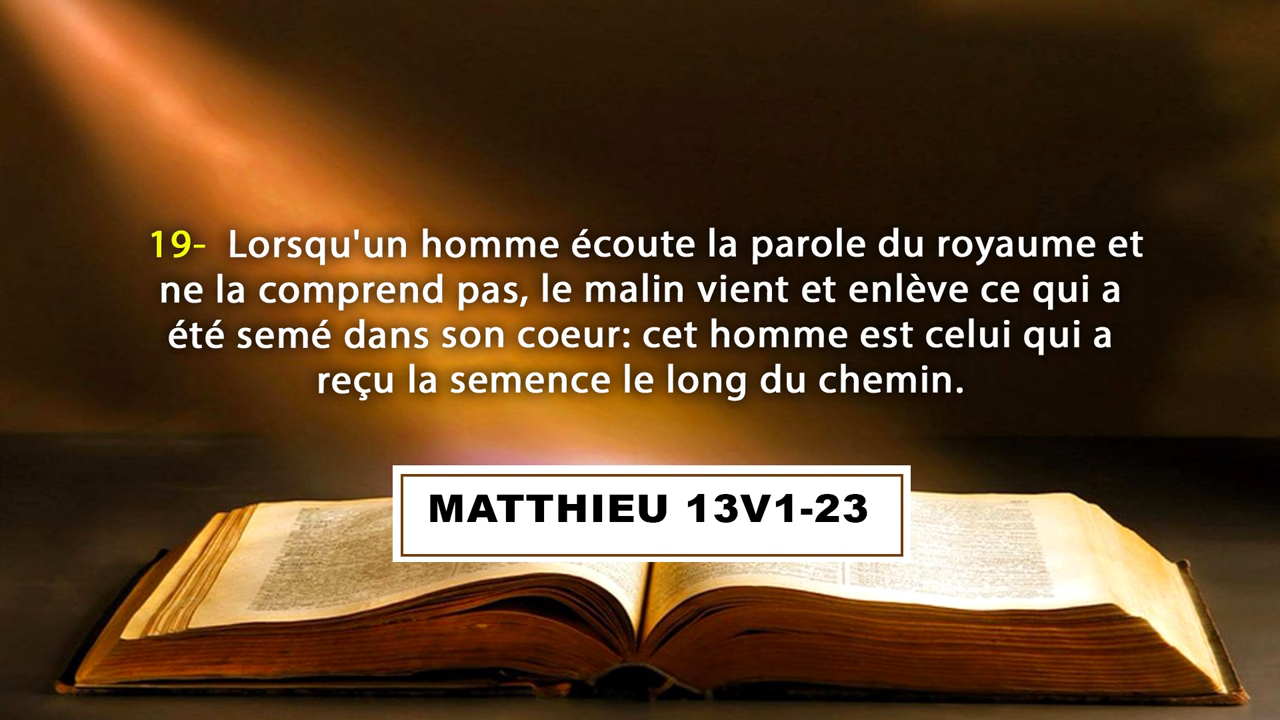 19- Lorsqu'un homme écoute la parole du royaume et
ne la comprend pas, le malin vient et enlève ce qui a
été semé dans son coeur: cet homme est celui qui a
reçu la semence le long du chemin.
MATTHIEU 13V1-23